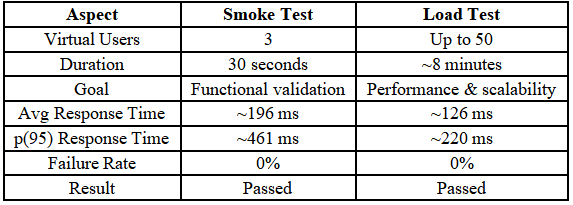 Aspect Smoke Test Load Test
Virtual Users 3 Up to 50
Duration 30 seconds ~8 minutes
Goal Functional validation Performance & scalability
Avg Response Time ~196 ms ~126 ms
p(95) Response Time ~461 ms ~220 ms
Failure Rate 0% 0%
Result Passed Passed